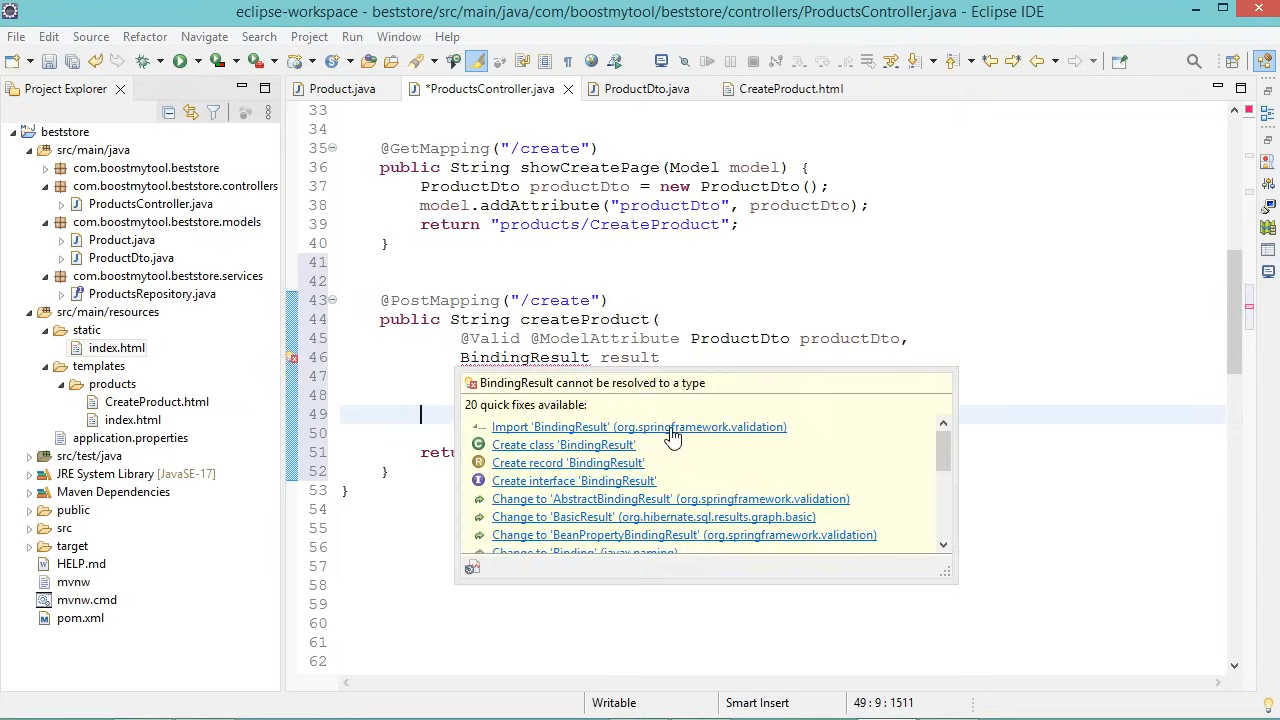 eclipse-workspace - beststore/src/main/java/com/boostmytool/beststore/controllers/ProductsController.java - Eclipse IDE
File Edit Source Refactor Navigate Search Project Run Window Help
Project Explorer
Product.java
*ProductsController.java
ProductDto.java
CreateProduct.html
beststore
src/main/java
com.boostmytool.beststore
com.boostmytool.beststore.controllers
ProductsController.java
com.boostmytool.beststore.models
Product.java
ProductDto.java
com.boostmytool.beststore.services
ProductsRepository.java
src/main/resources
static
index.html
templates
products
CreateProduct.html
index.html
application.properties
src/test/java
JRE System Library [JavaSE-17]
Maven Dependencies
public
src
target
HELP.md
mvnw
mvnw.cmd
pom.xml
33
34
35 @GetMapping("/create")
36 public String showCreatePage(Model model) {
37 ProductDto productDto = new ProductDto();
38 model.addAttribute("productDto", productDto);
39 return "products/CreateProduct";
40 }
41
42
43 @PostMapping("/create")
44 public String createProduct(
45 @Valid @ModelAttribute ProductDto productDto,
46 BindingResult result
47
48
49
50
51 retu
52 }
53 }
54
55
56
57
58
59
60
61
62
BindingResult cannot be resolved to a type
20 quick fixes available:
Import 'BindingResult' (org.springframework.validation)
Create class 'BindingResult'
Create record 'BindingResult'
Create interface 'BindingResult'
Change to 'AbstractBindingResult' (org.springframework.validation)
Change to 'BasicResult' (org.hibernate.sql.results.graph.basic)
Change to 'BeanPropertyBindingResult' (org.springframework.validation)
Change to 'Binding' (javax.naming)
Writable
Smart Insert
49 : 9 : 1511